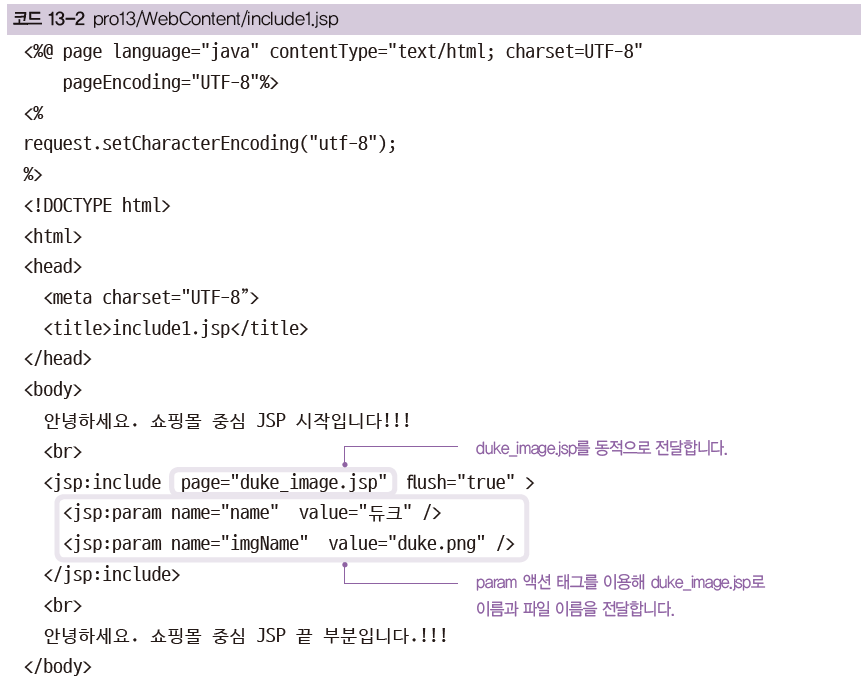 코드 13-2 pro13/WebContent/include1.jsp
<%@ page language="java" contentType="text/html; charset=UTF-8"
pageEncoding="UTF-8"%>
<%
request.setCharacterEncoding("utf-8");
%>
<!DOCTYPE html>
<html>
<head>
<meta charset="UTF-8”>
<title>include1.jsp</title>
</head>
<body>
안녕하세요. 쇼핑몰 중심 JSP 시작입니다!!!
<br>
duke_image.jsp를 동적으로 전달합니다.
<jsp:include page="duke_image.jsp" flush="true" >
<jsp:param name="name" value="듀크" />
<jsp:param name="imgName" value="duke.png" />
</jsp:include>
param 액션 태그를 이용해 duke_image.jsp로
이름과 파일 이름을 전달합니다.
<br>
안녕하세요. 쇼핑몰 중심 JSP 끝 부분입니다.!!!
</body>